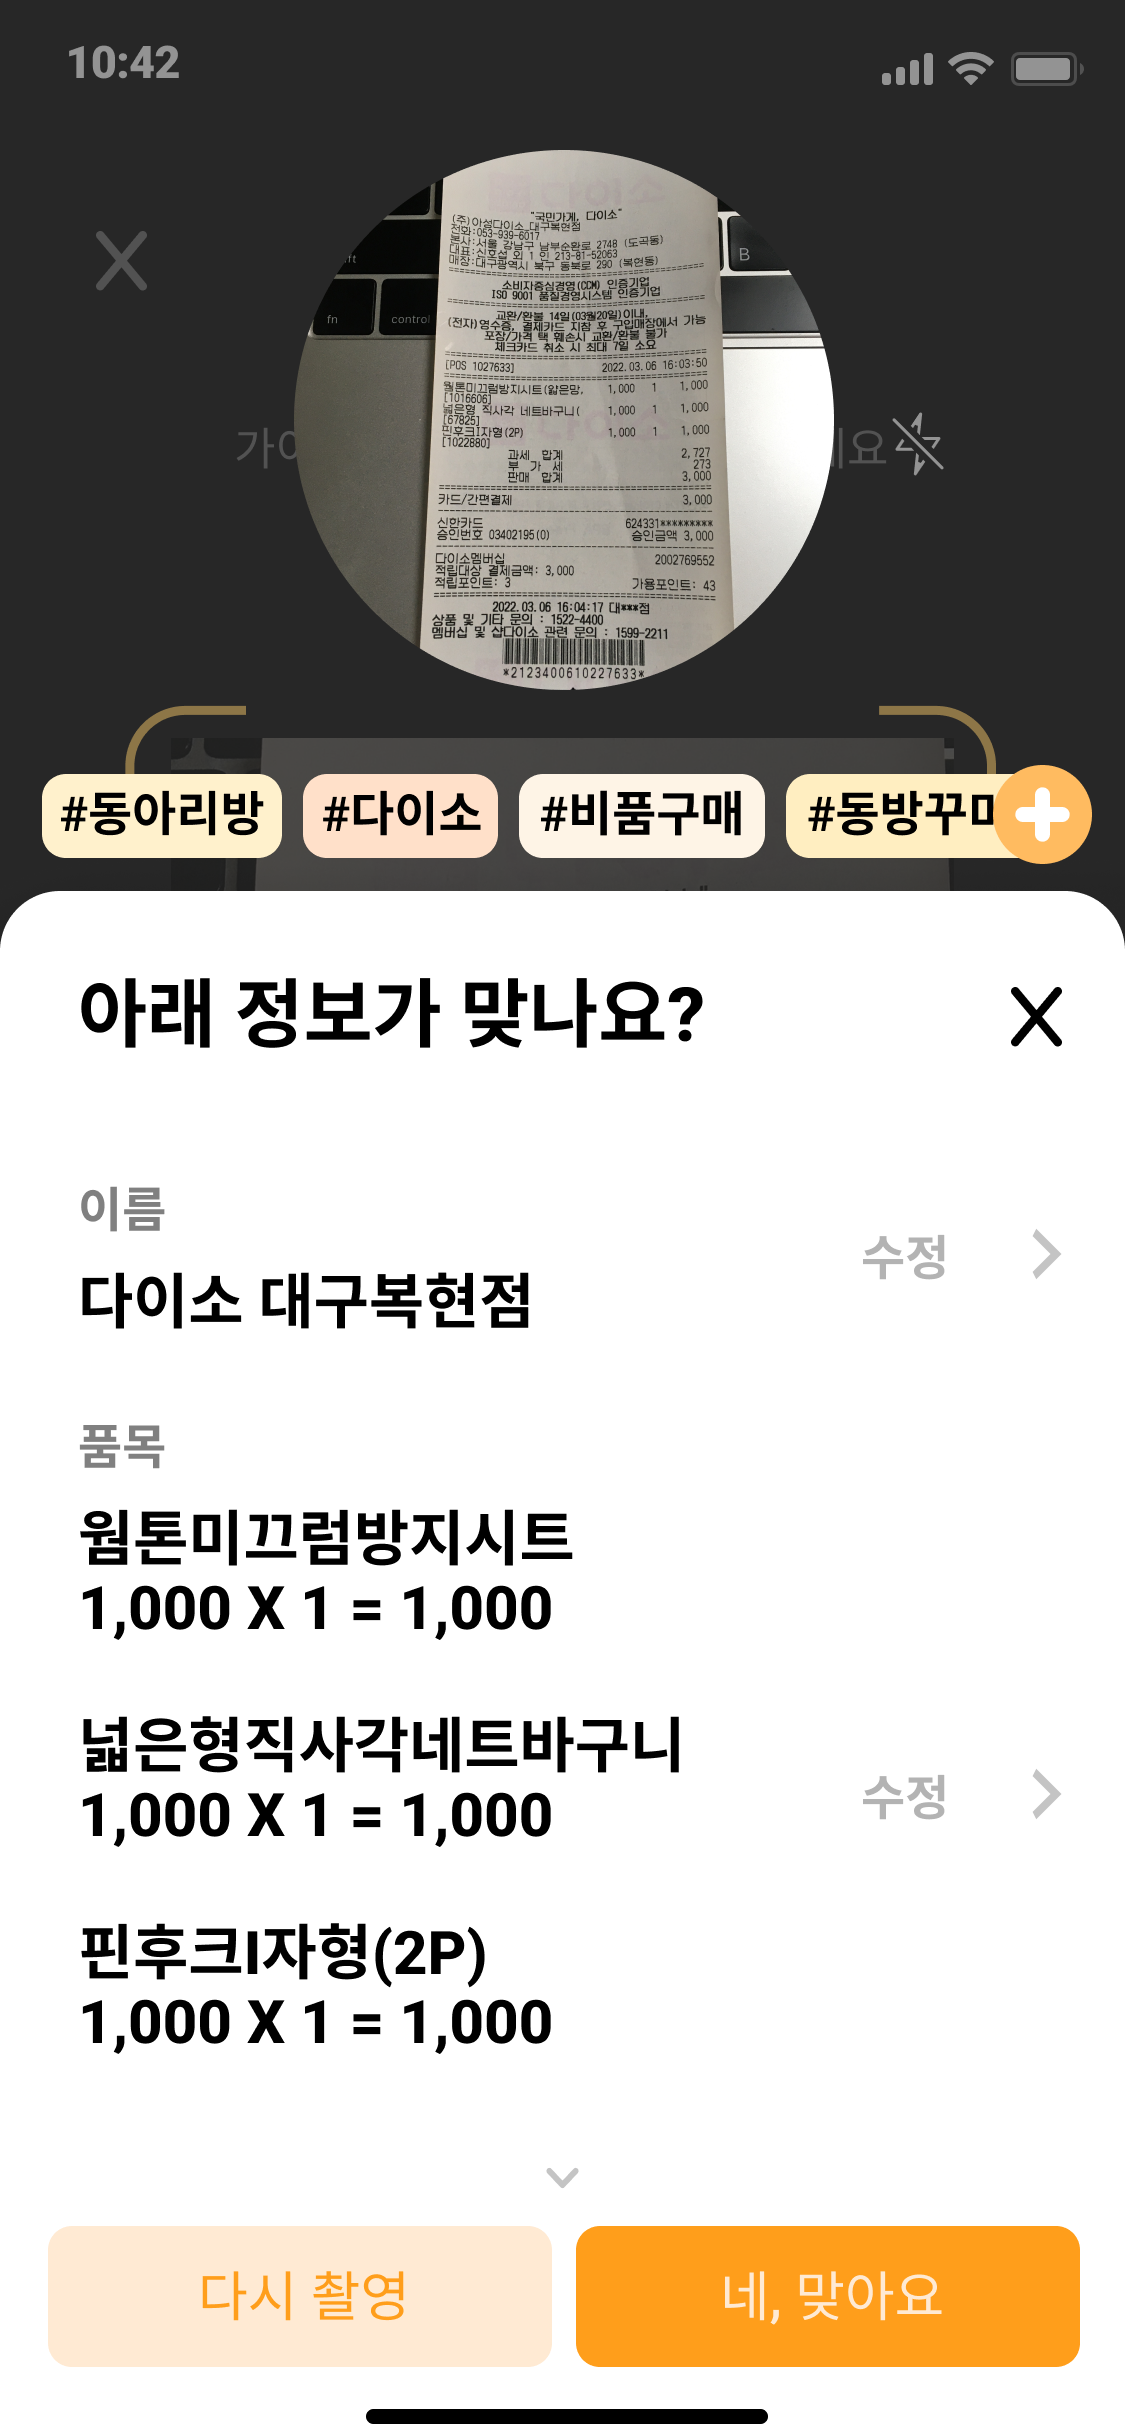 10:42
"국민가게, 다이소"
(주)아성다이소_대구복현점
전화:053-939-6017
본사:서울 강남구 남부순환로 2748 (도곡동)
대표:신호섭 외 1 인 213-81-52063
매장:대구광역시 북구 동북로 290 (복현동)
소비자중심경영(CCM) 인증기업
ISO 9001 품질경영시스템 인증기업
교환/환불 14일(03월20일)이내,
(전자)영수증, 결제카드 지참 후 구입매장에서 가능
포장/가격 택 훼손시 교환/환불 불가
체크카드 취소 시 최대 7일 소요
[POS 1027633] 2022.03.06 16:03:50
웜톤미끄럼방지시트(얇은망, 1,000 1 1,000
[1016606]
넓은형 직사각 네트바구니( 1,000 1 1,000
[67825]
핀후크I자형(2P) 1,000 1 1,000
[1022880]
과세 합계 2,727
부 가 세 273
판매 합계 3,000
카드/간편결제 3,000
신한카드 624331*********
승인번호 03402195(0) 승인금액 3,000
다이소멤버십 2002769552
적립대상 결제금액: 3,000
적립포인트: 3 가용포인트: 43
2022.03.06 16:04:17 대***점
상품 및 기타 문의 : 1522-4400
멤버십 및 샵다이소 관련 문의 : 1599-2211
*2123400610227633*
fn
control
B
#동아리방 #다이소 #비품구매 #동방꾸미
아래 정보가 맞나요?
이름
다이소 대구복현점
수정
품목
웜톤미끄럼방지시트
1,000 X 1 = 1,000
넓은형직사각네트바구니
1,000 X 1 = 1,000
수정
핀후크I자형(2P)
1,000 X 1 = 1,000
다시 촬영
네, 맞아요